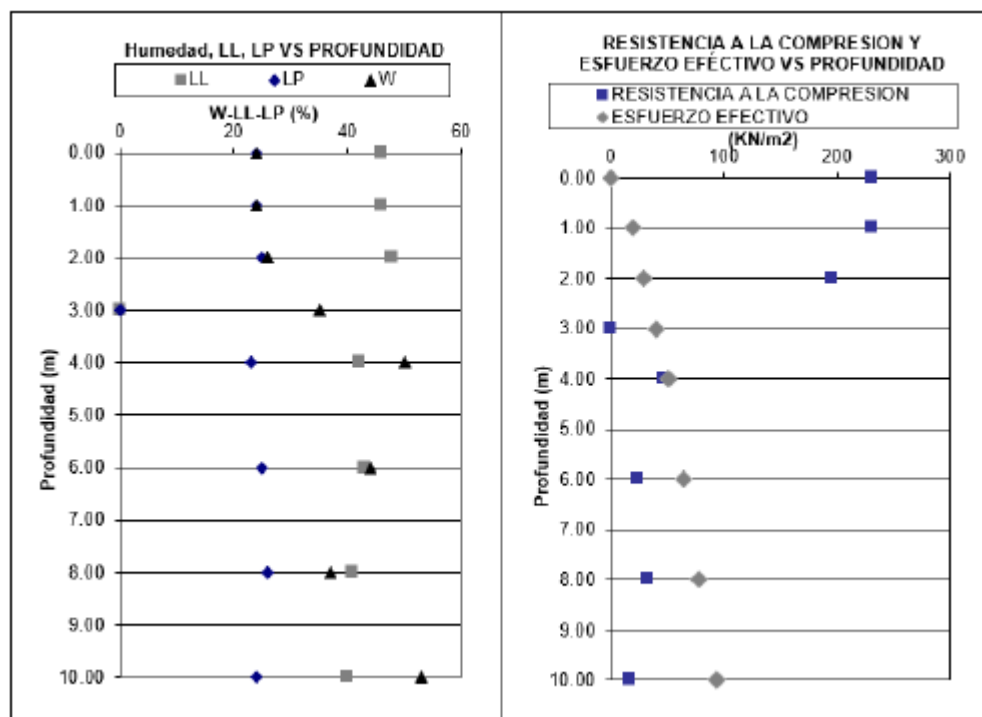 Humedad, LL, LP VS PROFUNDIDAD
LL LP W
W-LL-LP (%)
0 20 40 60
0.00
1.00
2.00
3.00
4.00
5.00
6.00
7.00
8.00
9.00
10.00
Profundidad (m)
RESISTENCIA A LA COMPRESION Y
ESFUERZO EFÉCTIVO VS PROFUNDIDAD
RESISTENCIA A LA COMPRESION
ESFUERZO EFECTIVO
(KN/m2)
0 100 200 300
0.00
1.00
2.00
3.00
4.00
5.00
6.00
7.00
8.00
9.00
10.00
Profundidad (m)